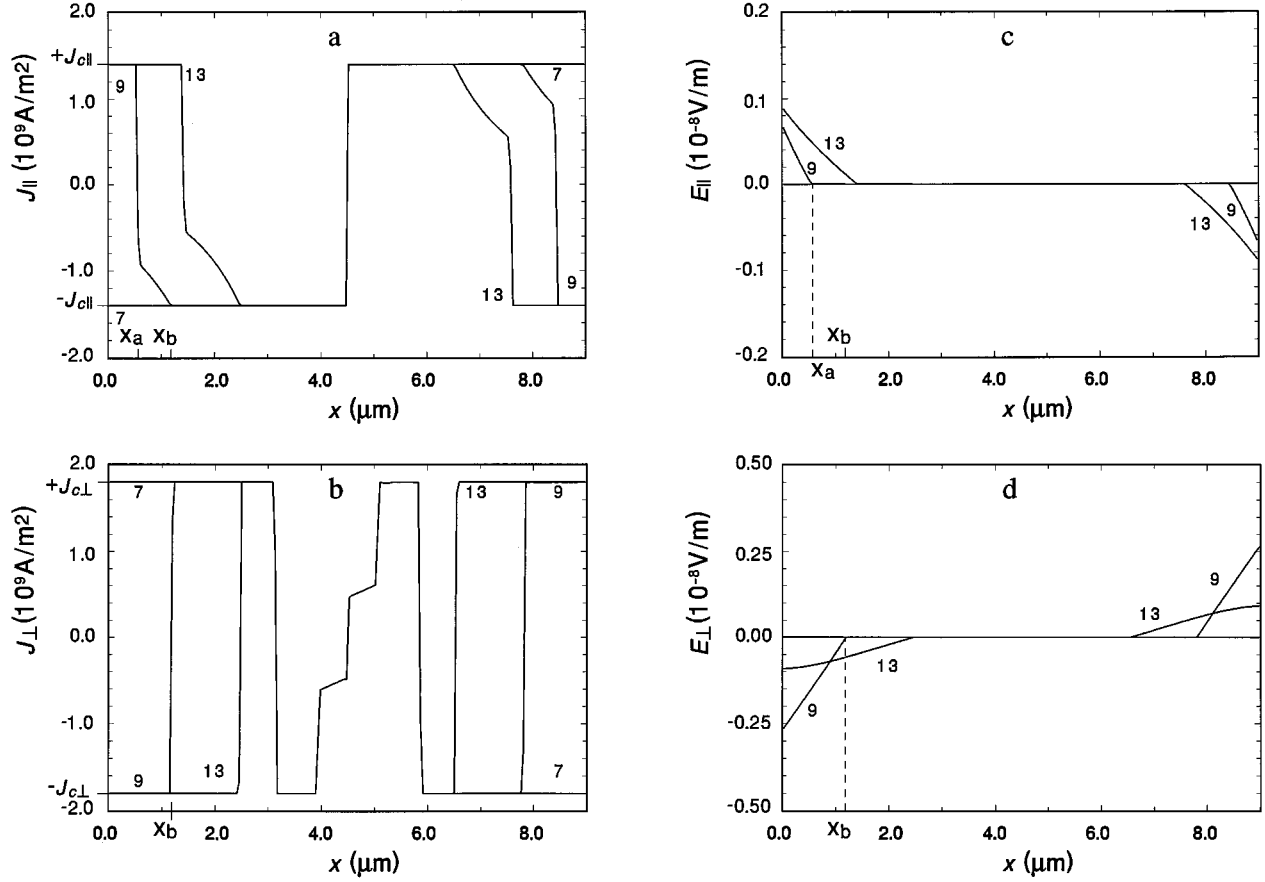 a
J∥ (10⁹A/m²)
2.0
+Jc∥
1.0
0.0
-1.0
-Jc∥
-2.0
9
13
7
13
9
7
xa xb
0.0 2.0 4.0 6.0 8.0
x (μm)
c
E∥ (10⁻⁸V/m)
0.2
0.1
0.0
-0.1
-0.2
13
9
9
13
xb
xa
0.0 2.0 4.0 6.0 8.0
x (μm)
b
J⊥ (10⁹A/m²)
2.0
+Jc⊥
1.0
0.0
-1.0
-Jc⊥
-2.0
7
13
9
9
13
7
xb
0.0 2.0 4.0 6.0 8.0
x (μm)
d
E⊥ (10⁻⁸V/m)
0.50
0.25
0.00
-0.25
-0.50
9
13
13
9
xb
0.0 2.0 4.0 6.0 8.0
x (μm)